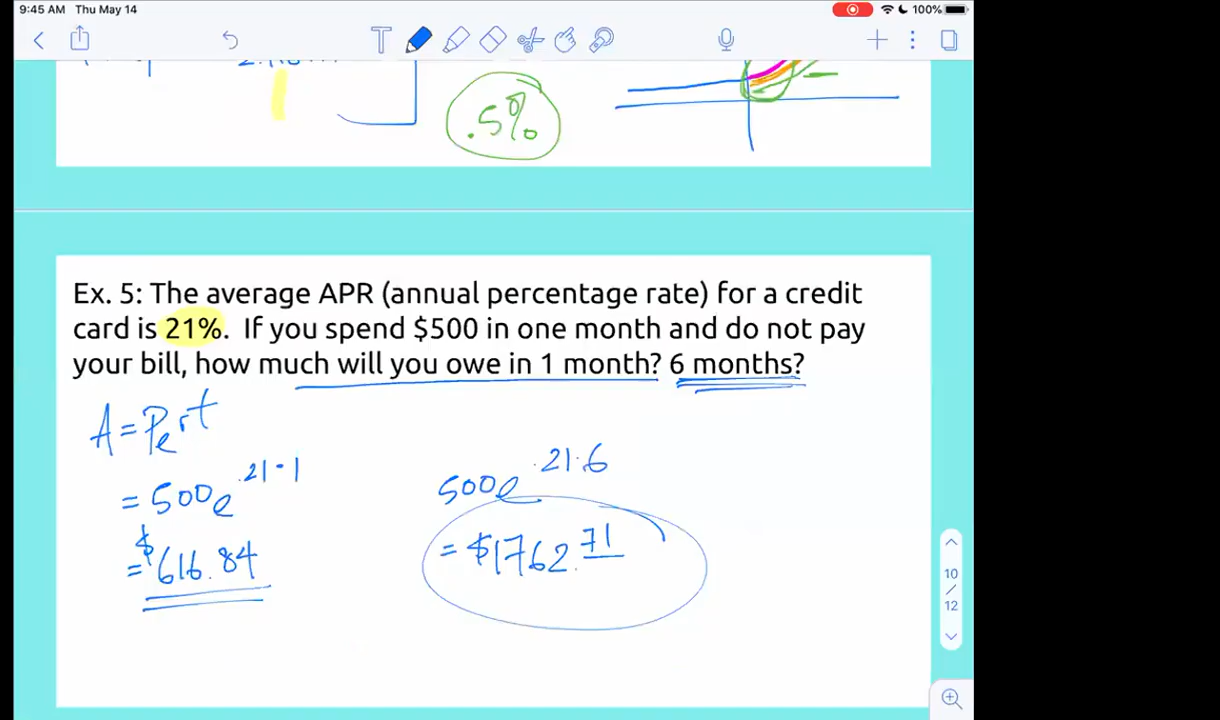 9:45 AM Thu May 14
100%
T
.5%
Ex. 5: The average APR (annual percentage rate) for a credit
card is 21%. If you spend $500 in one month and do not pay
your bill, how much will you owe in 1 month? 6 months?
A = Pert
= 500e .21·1
= $616.84
500e .21·6
= $1762.71
10
/
12